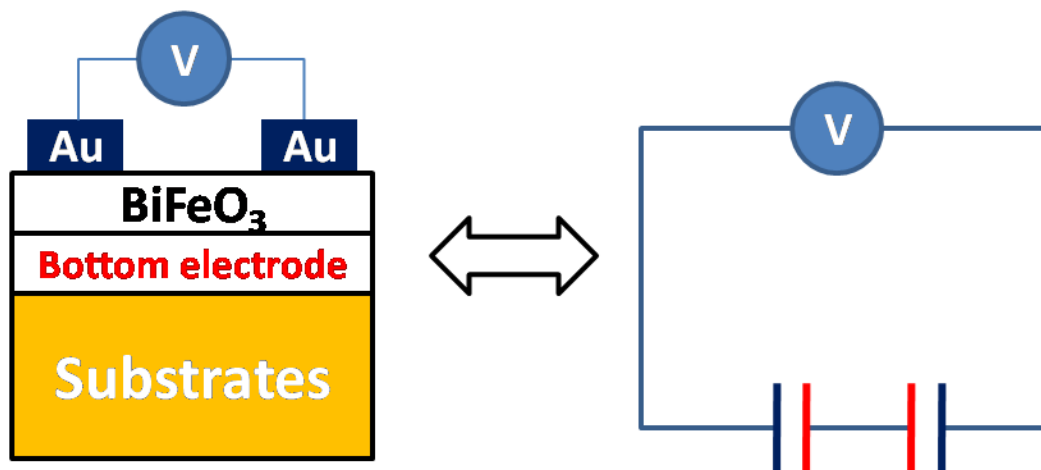 V
Au Au
BiFeO₃
Bottom electrode
Substrates
V